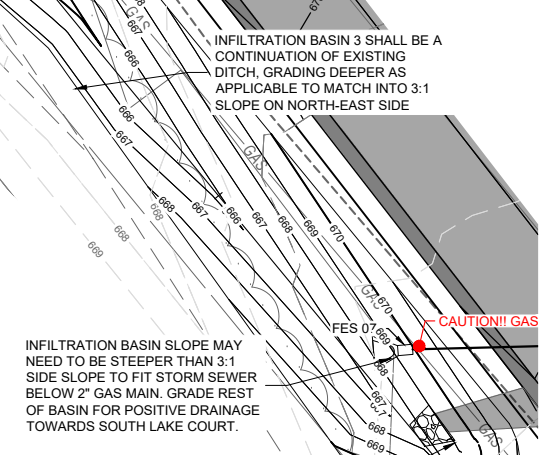 GAS
668
667
666
INFILTRATION BASIN 3 SHALL BE A
CONTINUATION OF EXISTING
DITCH, GRADING DEEPER AS
APPLICABLE TO MATCH INTO 3:1
SLOPE ON NORTH-EAST SIDE
666
667
GAS
668
667
666
667
668
669
670
668
668
669
GAS
670
FES 07
669
668
CAUTION!! GAS
INFILTRATION BASIN SLOPE MAY
NEED TO BE STEEPER THAN 3:1
SIDE SLOPE TO FIT STORM SEWER
BELOW 2" GAS MAIN. GRADE REST
OF BASIN FOR POSITIVE DRAINAGE
TOWARDS SOUTH LAKE COURT.
667
668
669
GAS